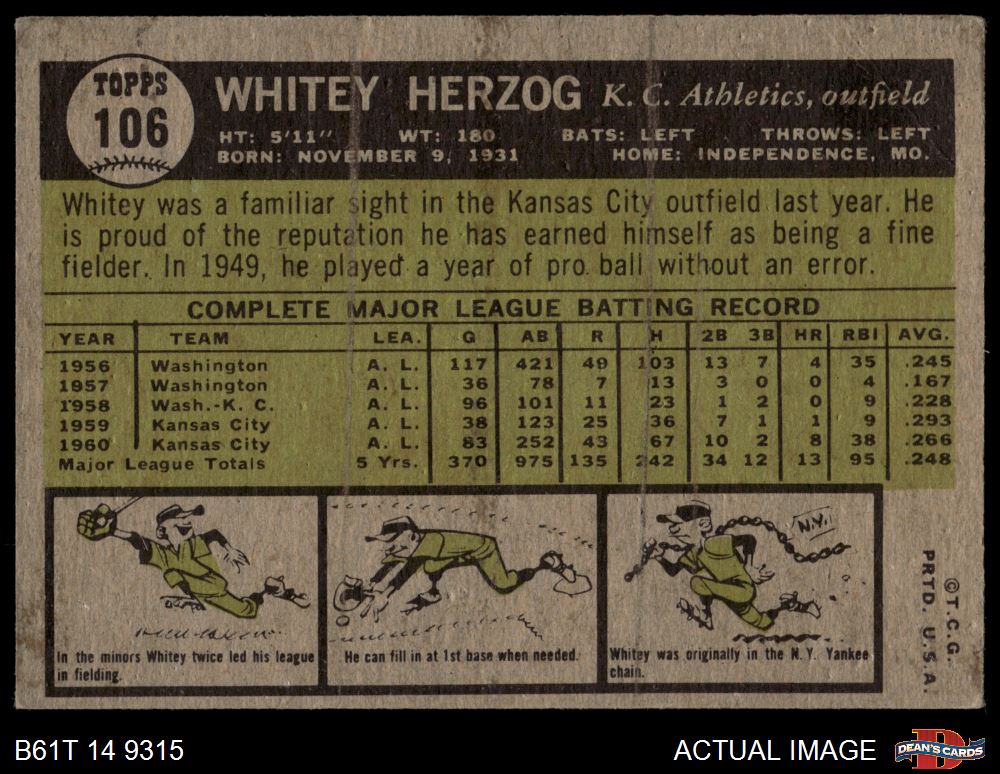 TOPPS
106
WHITEY HERZOG K. C. Athletics, outfield
HT: 5'11" WT: 180 BATS: LEFT THROWS: LEFT
BORN: NOVEMBER 9, 1931 HOME: INDEPENDENCE, MO.
Whitey was a familiar sight in the Kansas City outfield last year. He
is proud of the reputation he has earned himself as being a fine
fielder. In 1949, he played a year of pro ball without an error.
COMPLETE MAJOR LEAGUE BATTING RECORD
YEAR TEAM LEA. G AB R H 2B 3B HR RBI AVG.
1956 Washington A. L. 117 421 49 103 13 7 4 35 .245
1957 Washington A. L. 36 78 7 13 3 0 0 4 .167
1958 Wash.-K. C. A. L. 96 101 11 23 1 2 0 9 .228
1959 Kansas City A. L. 38 123 25 36 7 1 1 9 .293
1960 Kansas City A. L. 83 252 43 67 10 2 8 38 .266
Major League Totals 5 Yrs. 370 975 135 242 34 12 13 95 .248
N.Y.
In the minors Whitey twice led his league
in fielding.
He can fill in at 1st base when needed.
Whitey was originally in the N.Y. Yankee
chain.
©T.C.G.
PRTD. U.S.A.
B61T 14 9315
ACTUAL IMAGE
D
DEAN'S CARDS